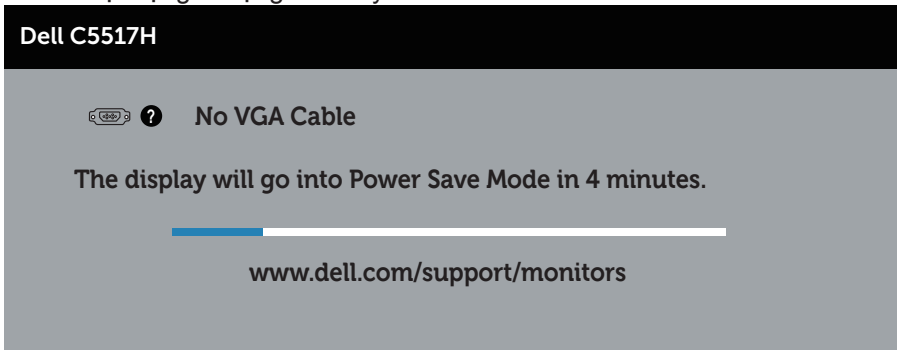 Dell C5517H
? No VGA Cable
The display will go into Power Save Mode in 4 minutes.
www.dell.com/support/monitors